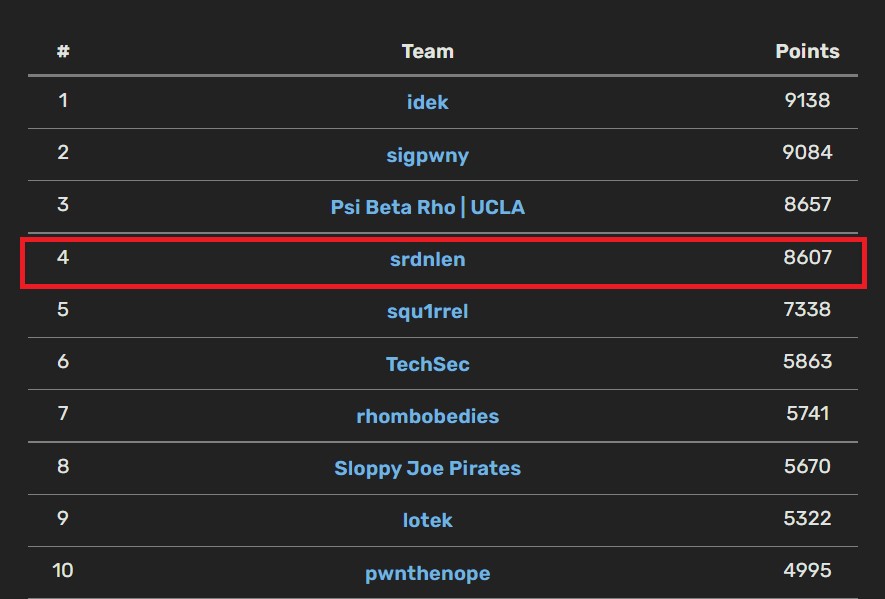 # Team Points
1 idek 9138
2 sigpwny 9084
3 Psi Beta Rho | UCLA 8657
4 srdnlen 8607
5 squ1rrel 7338
6 TechSec 5863
7 rhombobedies 5741
8 Sloppy Joe Pirates 5670
9 lotek 5322
10 pwnthenope 4995